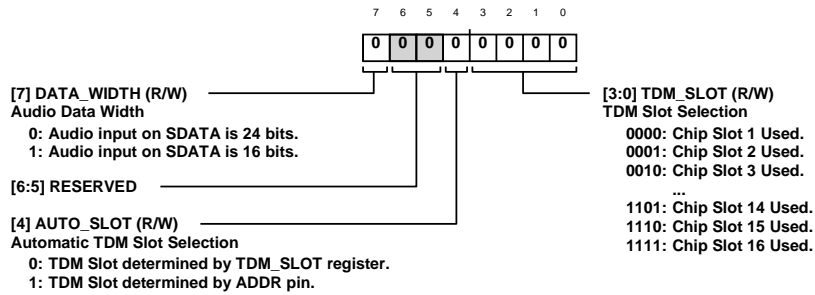 7 6 5 4 3 2 1 0
0 0 0 0 0 0 0 0
[7] DATA_WIDTH (R/W)
Audio Data Width
0: Audio input on SDATA is 24 bits.
1: Audio input on SDATA is 16 bits.
[6:5] RESERVED
[4] AUTO_SLOT (R/W)
Automatic TDM Slot Selection
0: TDM Slot determined by TDM_SLOT register.
1: TDM Slot determined by ADDR pin.
[3:0] TDM_SLOT (R/W)
TDM Slot Selection
0000: Chip Slot 1 Used.
0001: Chip Slot 2 Used.
0010: Chip Slot 3 Used.
...
1101: Chip Slot 14 Used.
1110: Chip Slot 15 Used.
1111: Chip Slot 16 Used.